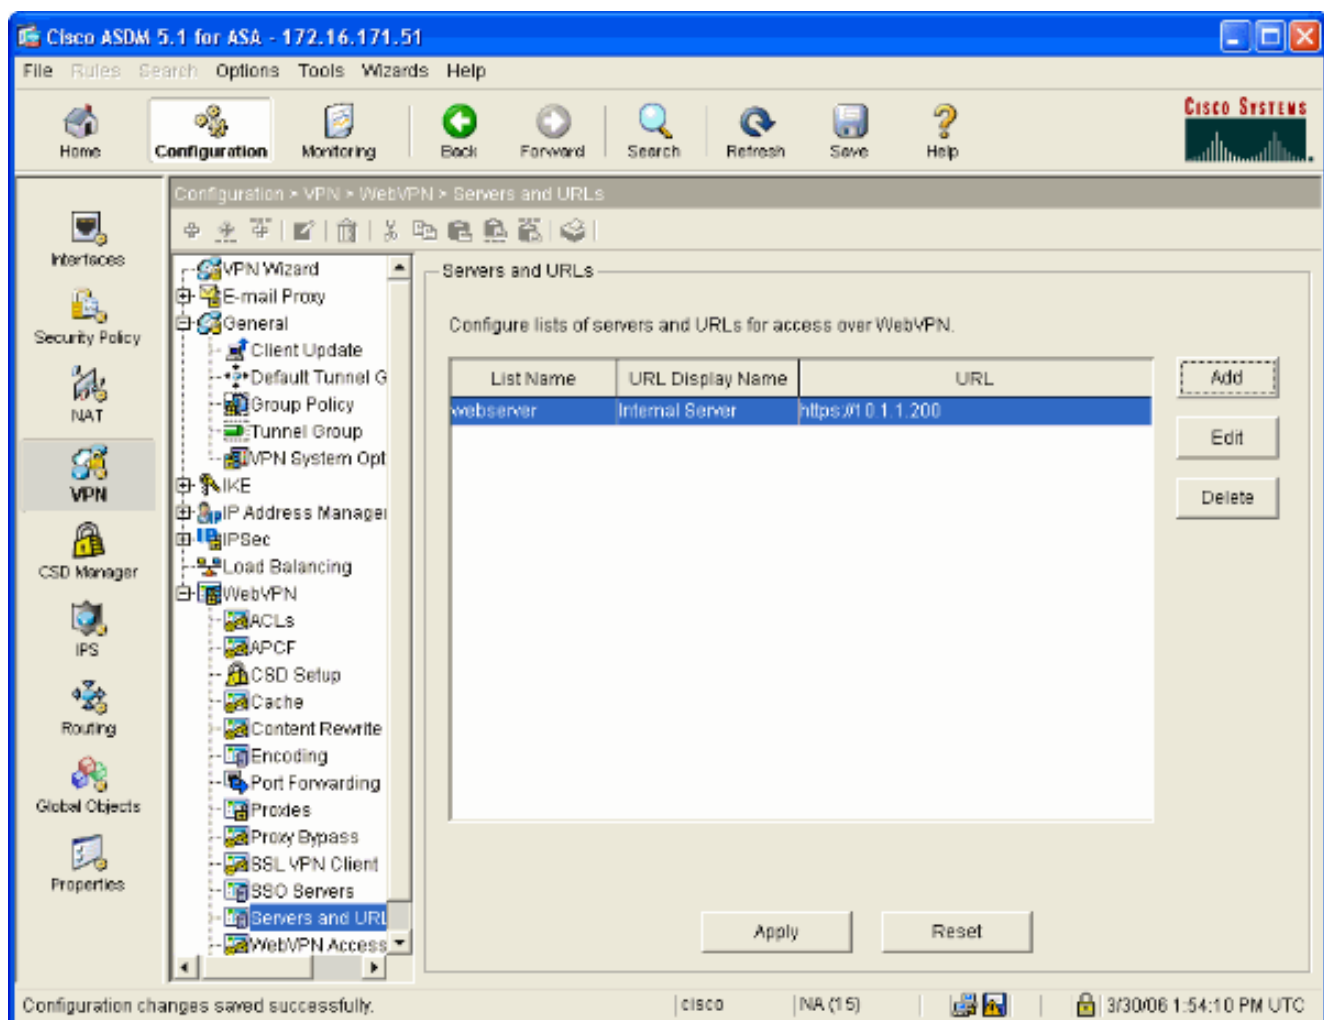 Cisco ASDM 5.1 for ASA - 172.16.171.51
File Rules Search Options Tools Wizards Help
Home Configuration Monitoring Back Forward Search Refresh Save Help
CISCO SYSTEMS
Configuration > VPN > WebVPN > Servers and URLs
Interfaces
Security Policy
NAT
VPN
CSD Manager
IPS
Routing
Global Objects
Properties
VPN Wizard
E-mail Proxy
General
Client Update
Default Tunnel G
Group Policy
Tunnel Group
VPN System Opt
IKE
IP Address Manager
IPSec
Load Balancing
WebVPN
ACLs
APCF
CSD Setup
Cache
Content Rewrite
Encoding
Port Forwarding
Proxies
Proxy Bypass
SSL VPN Client
SSO Servers
Servers and URL
WebVPN Access
Servers and URLs
Configure lists of servers and URLs for access over WebVPN.
List Name URL Display Name URL
webserver Internal Server https://10.1.1.200
Add
Edit
Delete
Apply Reset
Configuration changes saved successfully. cisco NA (15) 3/30/06 1:54:10 PM UTC